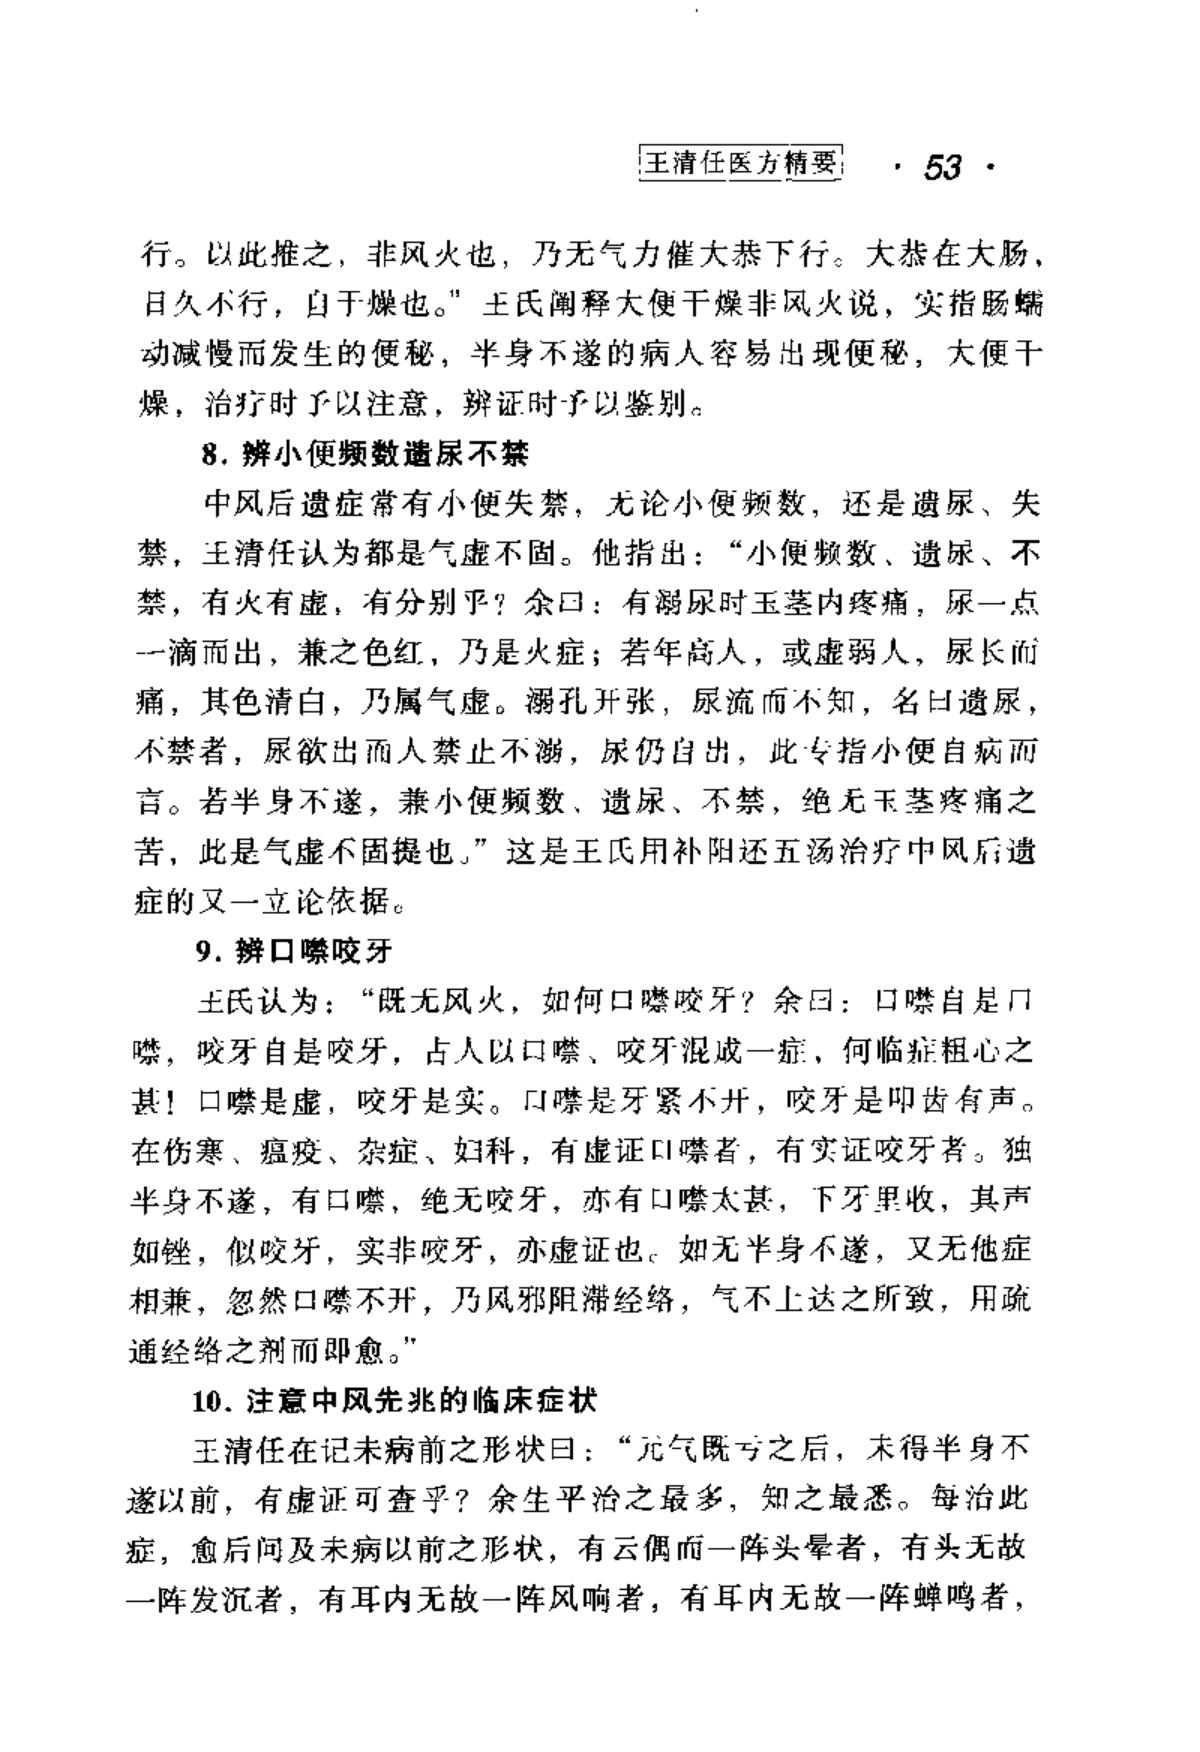 王清任医方精要 · 53 ·
行。以此推之，非风火也，乃无气力催大恭下行。大恭在大肠，
日久不行，自干燥也。”王氏阐释大便干燥非风火说，实指肠蠕
动减慢而发生的便秘，半身不遂的病人容易出现便秘，大便干
燥，治疗时予以注意，辨证时予以鉴别。
8. 辨小便频数遗尿不禁
中风后遗症常有小便失禁，无论小便频数，还是遗尿、失
禁，王清任认为都是气虚不固。他指出：“小便频数、遗尿、不
禁，有火有虚，有分别乎？余曰：有溺尿时玉茎内疼痛，尿一点
一滴而出，兼之色红，乃是火症；若年高人，或虚弱人，尿长而
痛，其色清白，乃属气虚。溺孔开张，尿流而不知，名曰遗尿，
不禁者，尿欲出而人禁止不溺，尿仍自出，此专指小便自病而
言。若半身不遂，兼小便频数、遗尿、不禁，绝无玉茎疼痛之
苦，此是气虚不固提也。”这是王氏用补阳还五汤治疗中风后遗
症的又一立论依据。
9. 辨口噤咬牙
王氏认为：“既无风火，如何口噤咬牙？余曰：口噤自是口
噤，咬牙自是咬牙，古人以口噤、咬牙混成一症，何临症粗心之
甚！口噤是虚，咬牙是实。口噤是牙紧不开，咬牙是叩齿有声。
在伤寒、瘟疫、杂症、妇科，有虚证口噤者，有实证咬牙者。独
半身不遂，有口噤，绝无咬牙，亦有口噤太甚，下牙里收，其声
如锉，似咬牙，实非咬牙，亦虚证也。如无半身不遂，又无他症
相兼，忽然口噤不开，乃风邪阻滞经络，气不上达之所致，用疏
通经络之剂而即愈。”
10. 注意中风先兆的临床症状
王清任在记未病前之形状曰：“元气既亏之后，未得半身不
遂以前，有虚证可查乎？余生平治之最多，知之最悉。每治此
症，愈后问及未病以前之形状，有云偶而一阵头晕者，有头无故
一阵发沉者，有耳内无故一阵风响者，有耳内无故一阵蝉鸣者，